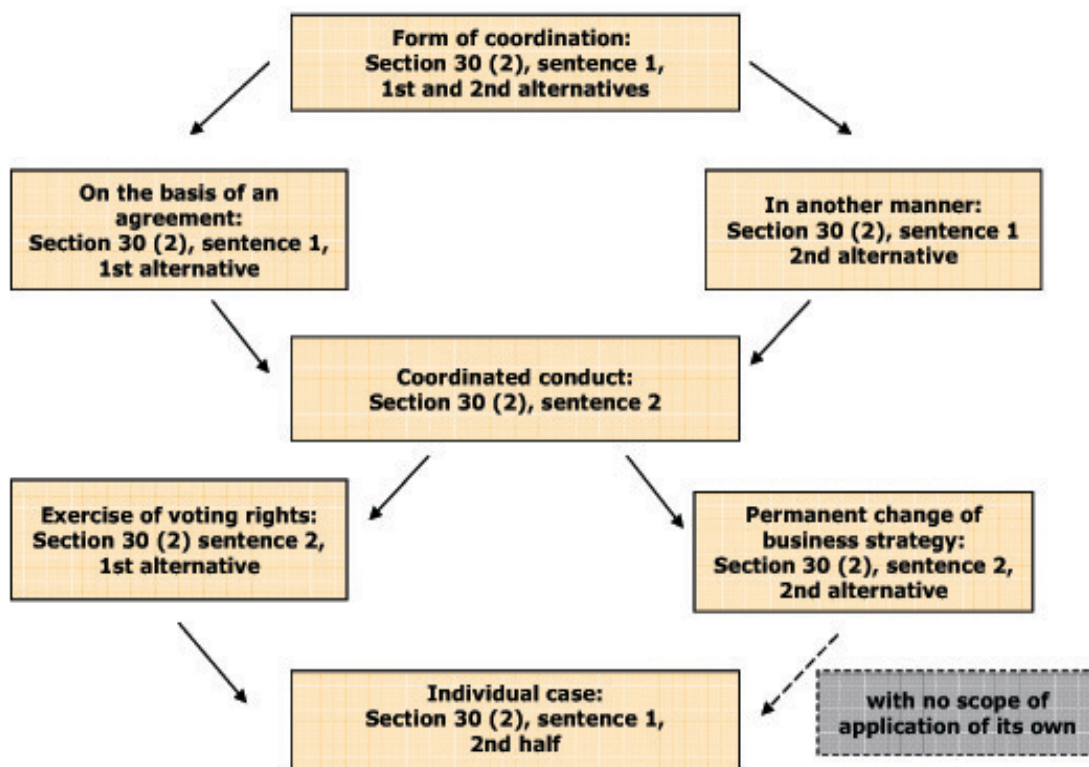 Form of coordination:
Section 30 (2), sentence 1,
1st and 2nd alternatives
On the basis of an
agreement:
Section 30 (2), sentence 1,
1st alternative
In another manner:
Section 30 (2), sentence 1
2nd alternative
Coordinated conduct:
Section 30 (2), sentence 2
Exercise of voting rights:
Section 30 (2) sentence 2,
1st alternative
Permanent change of
business strategy:
Section 30 (2), sentence 2,
2nd alternative
Individual case:
Section 30 (2), sentence 1,
2nd half
with no scope of
application of its own